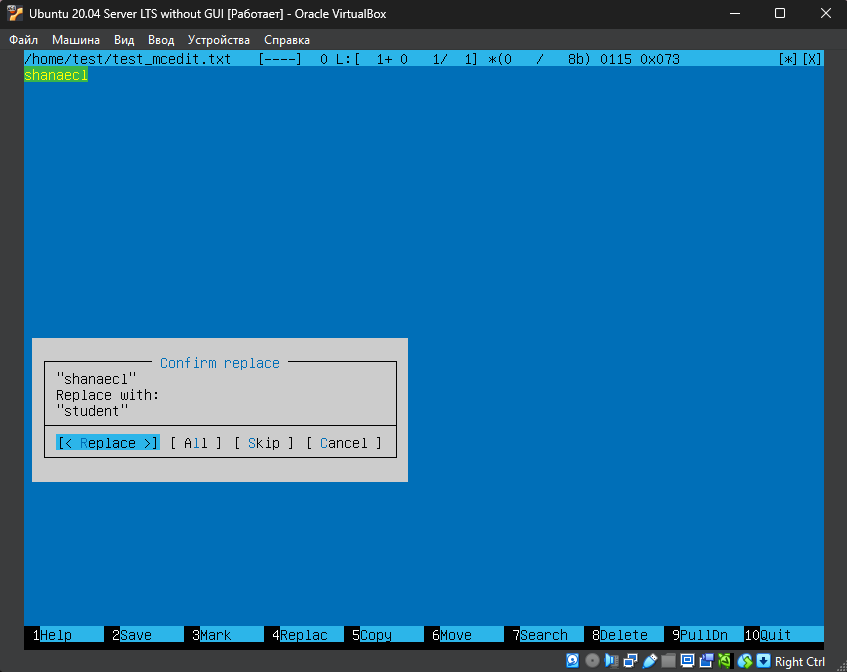 Ubuntu 20.04 Server LTS without GUI [Работает] - Oracle VirtualBox
Файл Машина Вид Ввод Устройства Справка
/home/test/test_mcedit.txt [----] 0 L:[ 1+ 0 1/ 1] *(0 / 8b) 0115 0x073 [*][X]
shanaecl
Confirm replace
"shanaecl"
Replace with:
"student"
[< Replace >] [ All ] [ Skip ] [ Cancel ]
1Help 2Save 3Mark 4Replac 5Copy 6Move 7Search 8Delete 9PullDn 10Quit
Right Ctrl